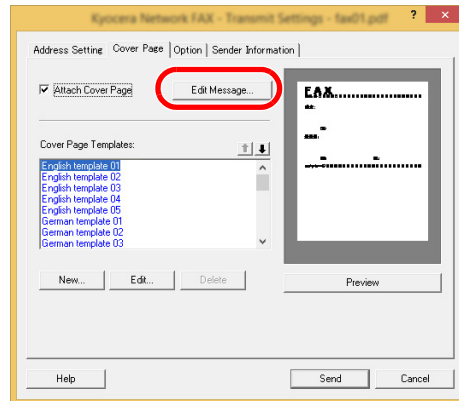 Kyocera Network FAX - Transmit Settings - fax01.pdf
Address Setting Cover Page Option Sender Information
Attach Cover Page Edit Message...
FAX
Cover Page Templates:
English template 01
English template 02
English template 03
English template 04
English template 05
German template 01
German template 02
German template 03
New... Edit... Delete Preview
Help Send Cancel